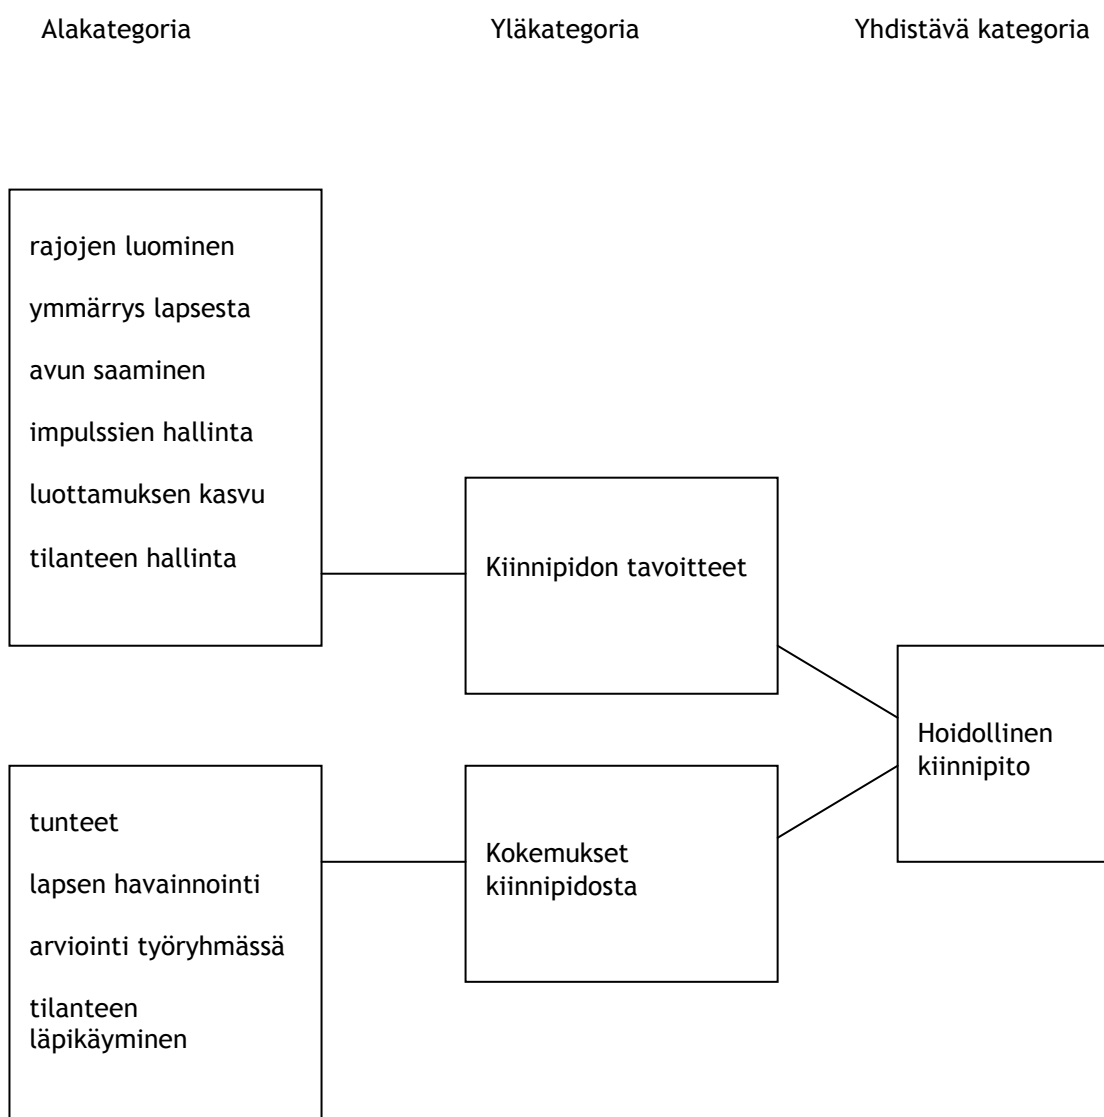 Alakategoria
Yläkategoria
Yhdistävä kategoria
rajojen luominen
ymmärrys lapsesta
avun saaminen
impulssien hallinta
luottamuksen kasvu
tilanteen hallinta
Kiinnipidon tavoitteet
Hoidollinen
kiinnipito
tunteet
lapsen havainnointi
arviointi työryhmässä
tilanteen
läpikäyminen
Kokemukset
kiinnipidosta